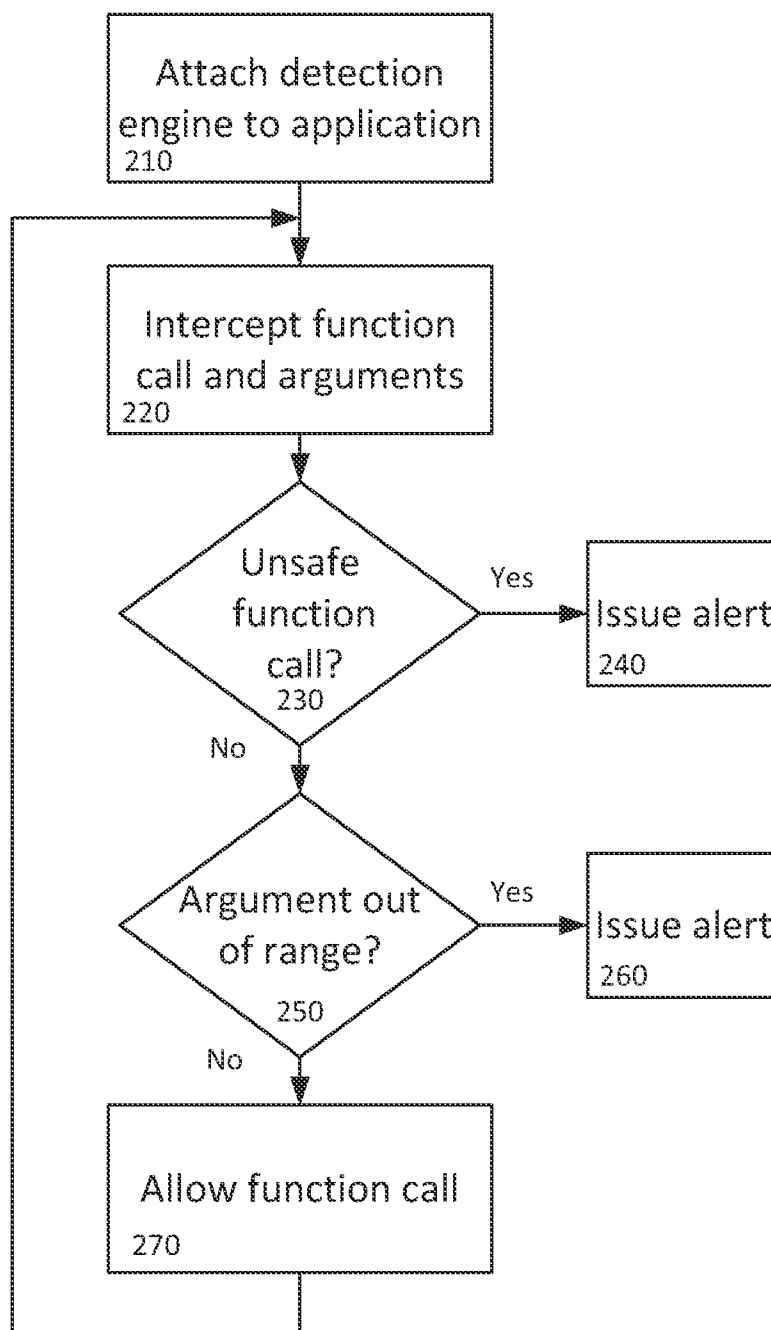 Attach detection
engine to application
210
Intercept function
call and arguments
220
Unsafe
function
call?
230
Yes
Issue alert
240
No
Argument out
of range?
250
Yes
Issue alert
260
No
Allow function call
270